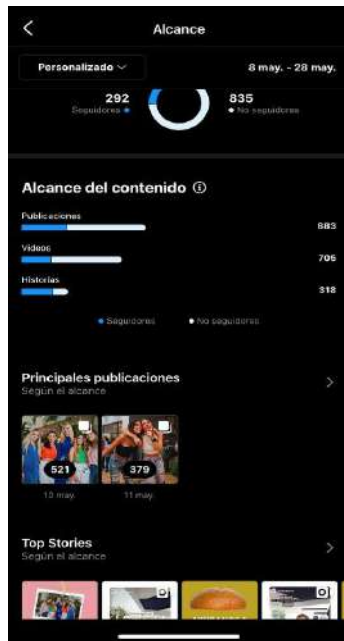 Alcance
Personalizado
8 may. - 28 may.
292
Seguidores
835
No seguidores
Alcance del contenido
Publicaciones
883
Videos
706
Historias
318
Seguidores
No seguidores
Principales publicaciones
Según el alcance
521
379
10 may.
11 may.
Top Stories
Según el alcance